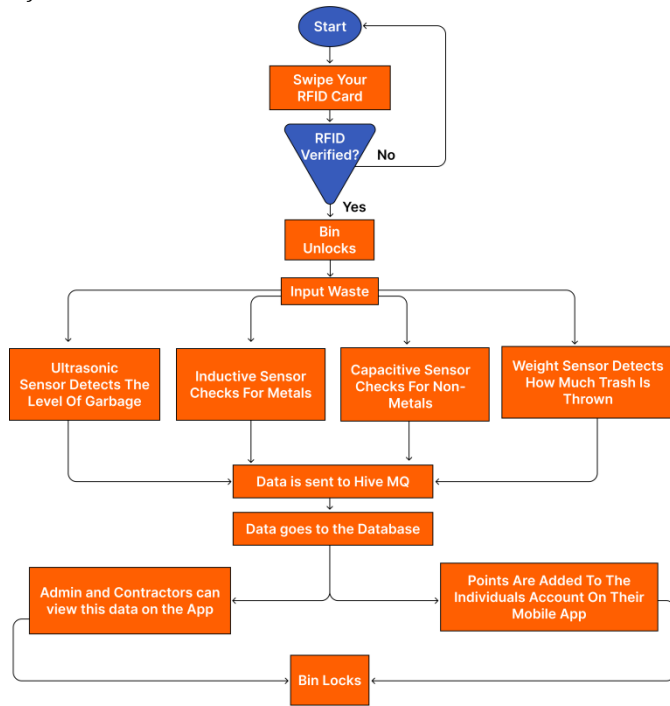 Start
Swipe Your
RFID Card
RFID
Verified?
No
Yes
Bin
Unlocks
Input Waste
Ultrasonic
Sensor Detects The
Level Of Garbage
Inductive Sensor
Checks For Metals
Capacitive Sensor
Checks For Non-
Metals
Weight Sensor Detects
How Much Trash Is
Thrown
Data is sent to Hive MQ
Data goes to the Database
Admin and Contractors can
view this data on the App
Points Are Added To The
Individuals Account On Their
Mobile App
Bin Locks